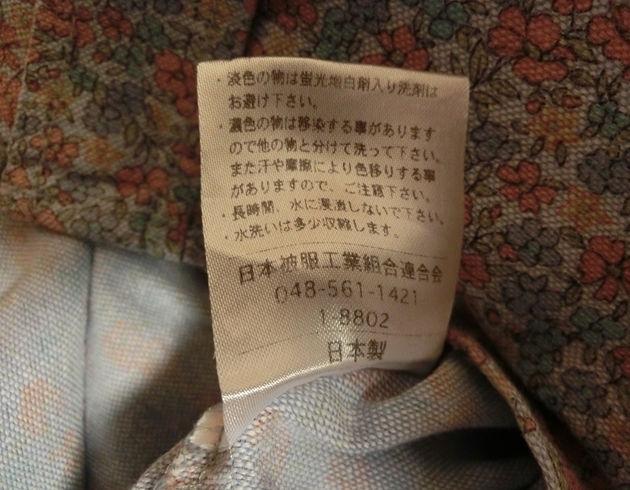 ・淡色の物は蛍光増白剤入り洗剤は
お避け下さい。
・濃色の物は移染する事があります
ので他の物と分けて洗って下さい。
また汗や摩擦により色移りする事
がありますので、ご注意下さい。
・長時間、水に浸漬しないで下さい。
・水洗いは多少収縮します。
日本被服工業組合連合会
048-561-1421
1-8802
日本製